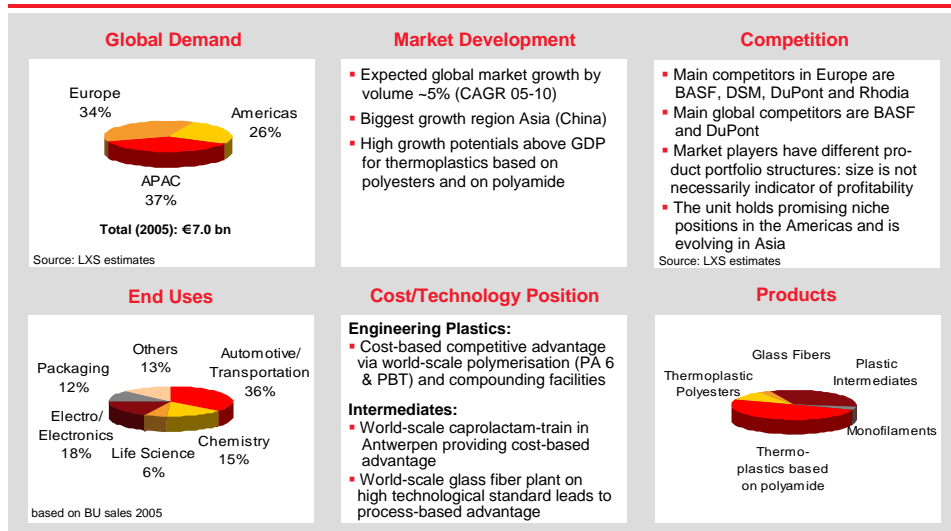 Global Demand
Europe
34%
Americas
26%
APAC
37%
Total (2005): €7.0 bn
Source: LXS estimates
Market Development
▪ Expected global market growth by
volume ~5% (CAGR 05-10)
▪ Biggest growth region Asia (China)
▪ High growth potentials above GDP
for thermoplastics based on
polyesters and on polyamide
Competition
▪ Main competitors in Europe are
BASF, DSM, DuPont and Rhodia
▪ Main global competitors are BASF
and DuPont
▪ Market players have different pro-
duct portfolio structures: size is not
necessarily indicator of profitability
▪ The unit holds promising niche
positions in the Americas and is
evolving in Asia
Source: LXS estimates
End Uses
Others
13%
Automotive/
Transportation
36%
Packaging
12%
Electro/
Electronics
18%
Life Science
6%
Chemistry
15%
based on BU sales 2005
Cost/Technology Position
Engineering Plastics:
▪ Cost-based competitive advantage
via world-scale polymerisation (PA 6
& PBT) and compounding facilities
Intermediates:
▪ World-scale caprolactam-train in
Antwerpen providing cost-based
advantage
▪ World-scale glass fiber plant on
high technological standard leads to
process-based advantage
Products
Glass Fibers
Plastic
Intermediates
Thermoplastic
Polyesters
Monofilaments
Thermo-
plastics based
on polyamide